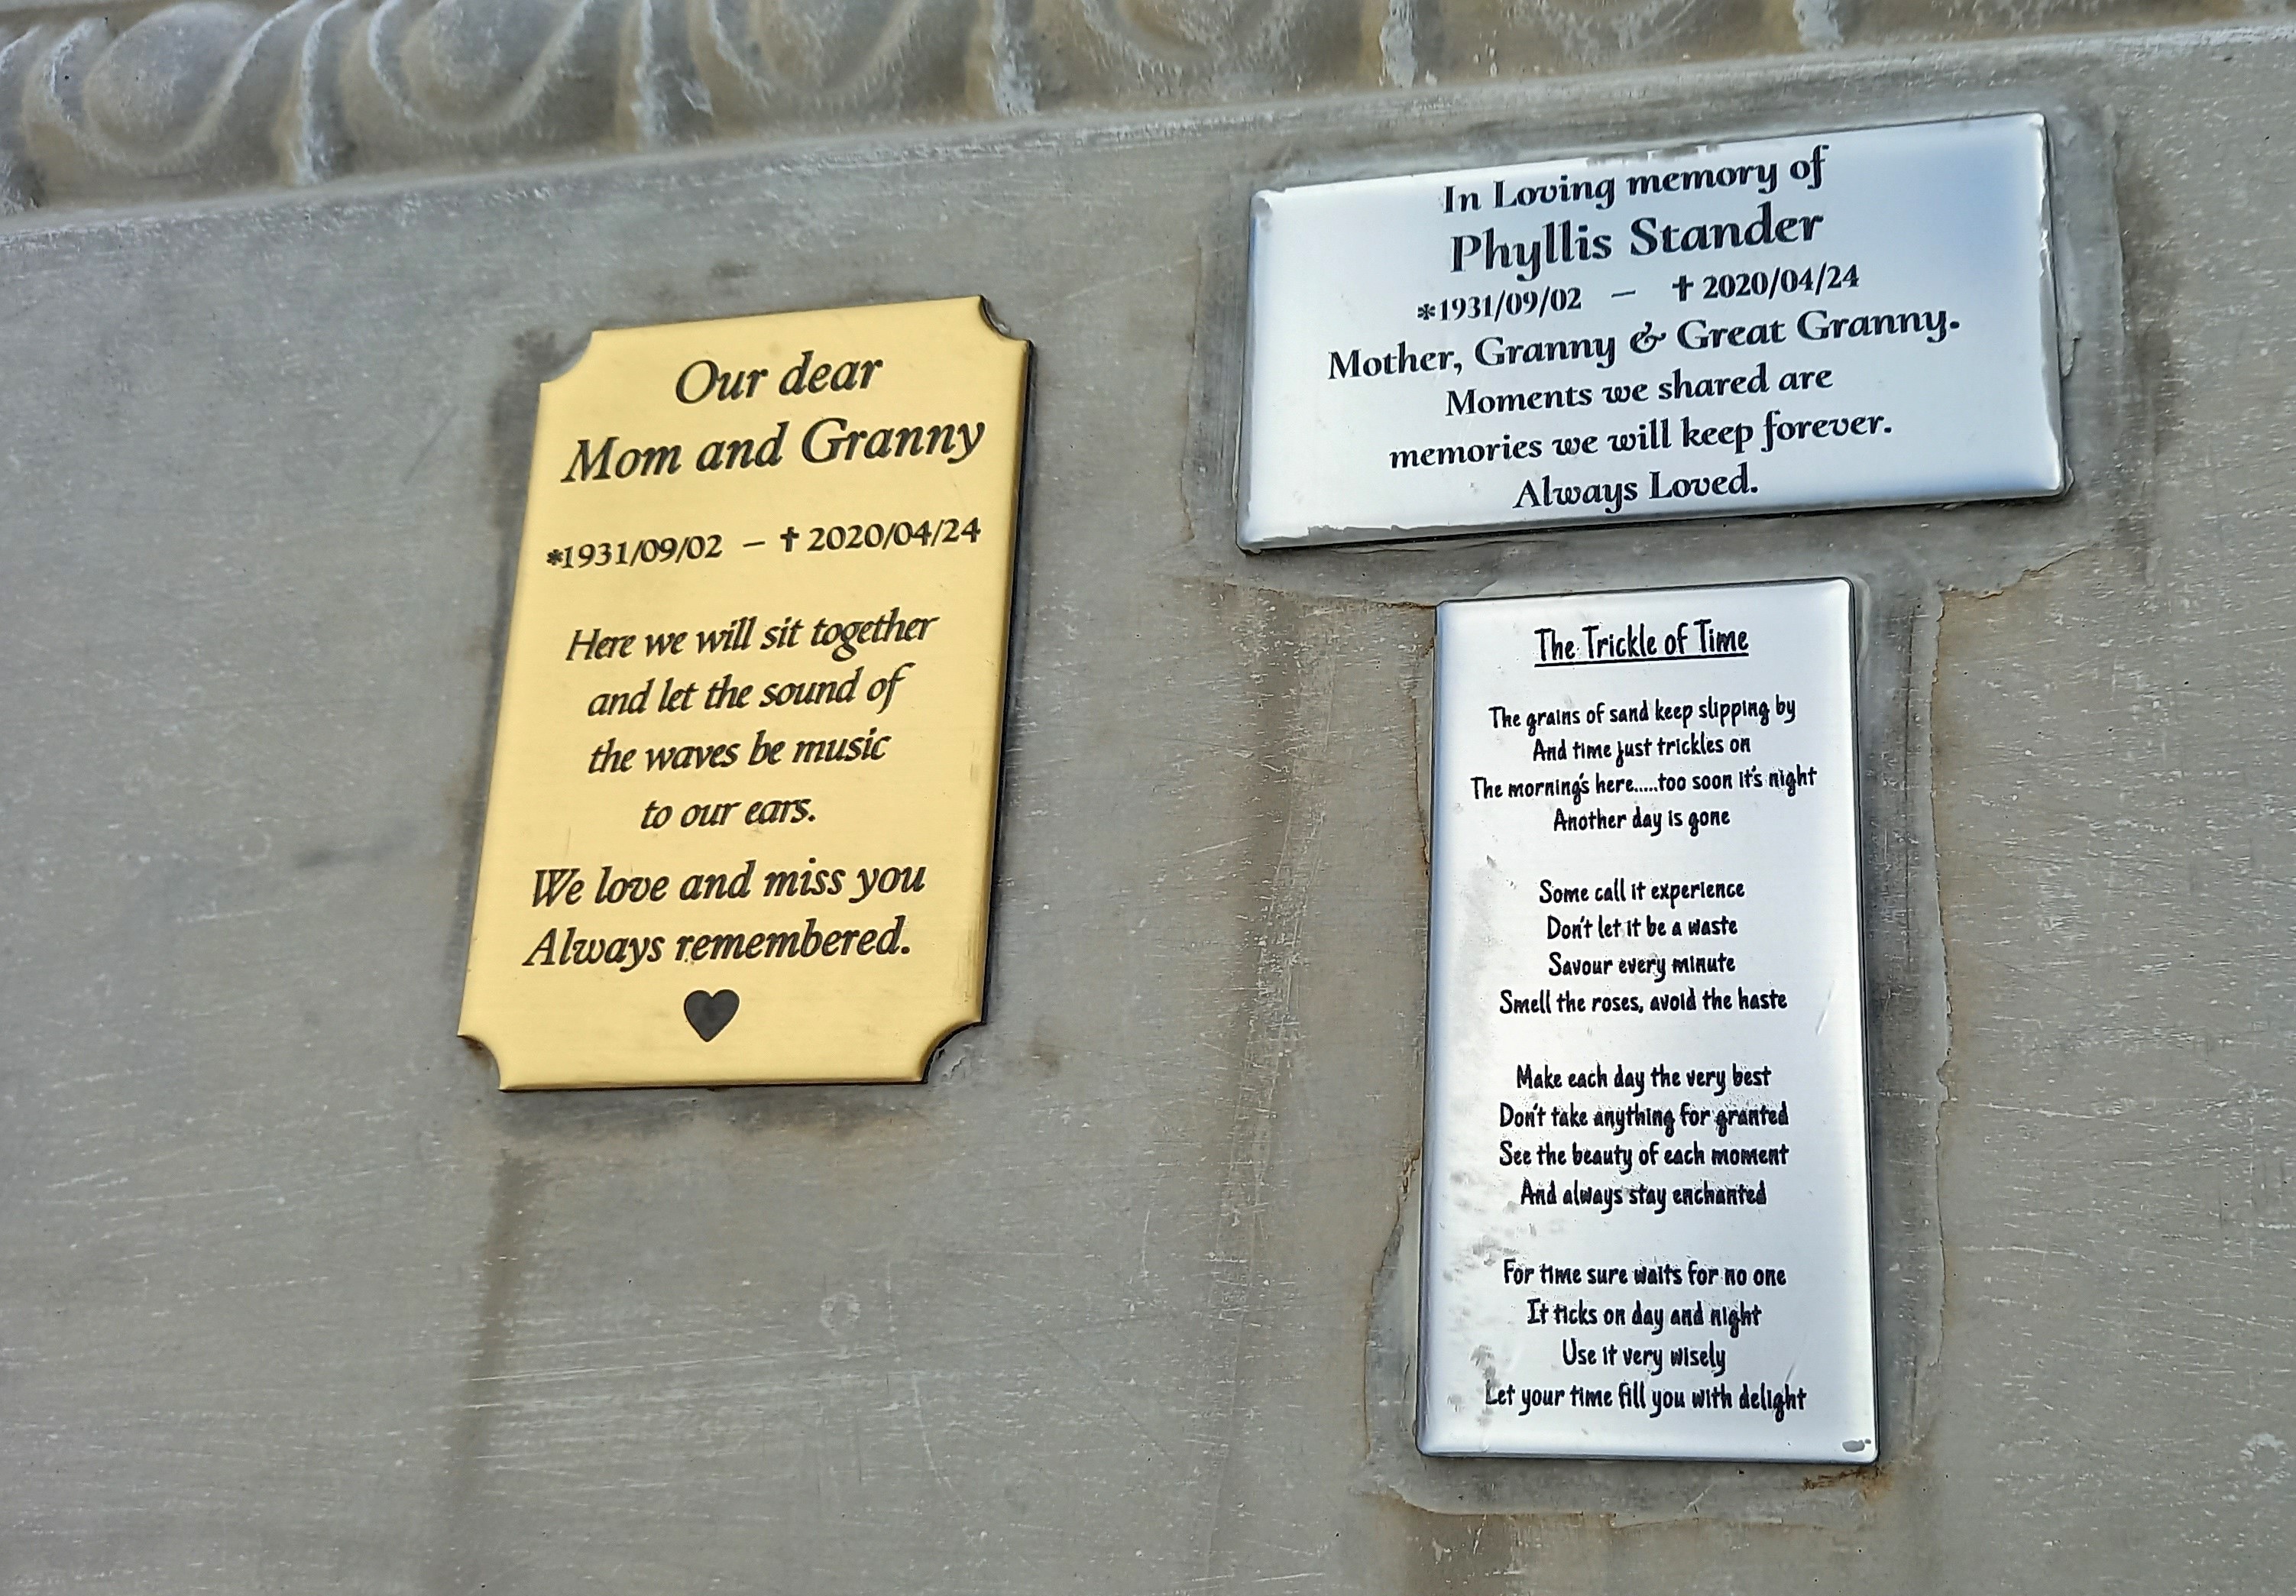 Our dear
Mom and Granny
*1931/09/02 – ✝ 2020/04/24
Here we will sit together
and let the sound of
the waves be music
to our ears.
We love and miss you
Always remembered.
In Loving memory of
Phyllis Stander
*1931/09/02 – ✝ 2020/04/24
Mother, Granny & Great Granny.
Moments we shared are
memories we will keep forever.
Always Loved.
The Trickle of Time
The grains of sand keep slipping by
And time just trickles on
The morning's here.....too soon it's night
Another day is gone
Some call it experience
Don't let it be a waste
Savour every minute
Smell the roses, avoid the haste
Make each day the very best
Don't take anything for granted
See the beauty of each moment
And always stay enchanted
For time sure waits for no one
It ticks on day and night
Use it very wisely
Let your time fill you with delight